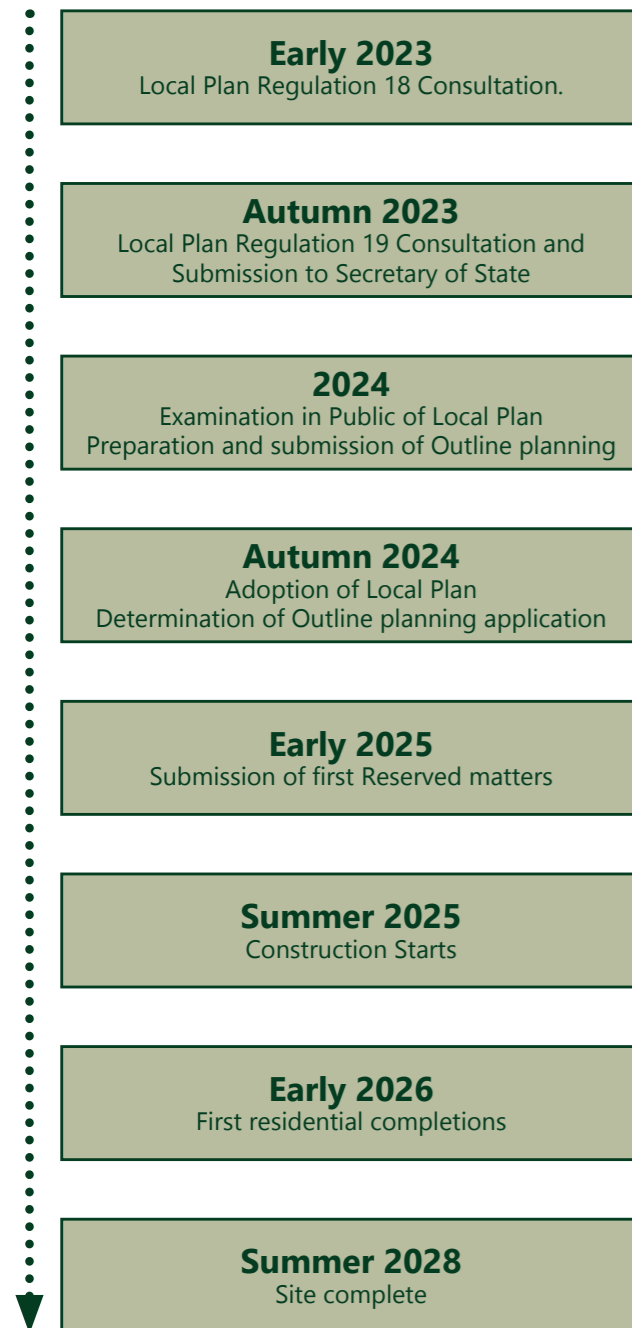 Early 2023
Local Plan Regulation 18 Consultation.
Autumn 2023
Local Plan Regulation 19 Consultation and
Submission to Secretary of State
2024
Examination in Public of Local Plan
Preparation and submission of Outline planning
Autumn 2024
Adoption of Local Plan
Determination of Outline planning application
Early 2025
Submission of first Reserved matters
Summer 2025
Construction Starts
Early 2026
First residential completions
Summer 2028
Site complete